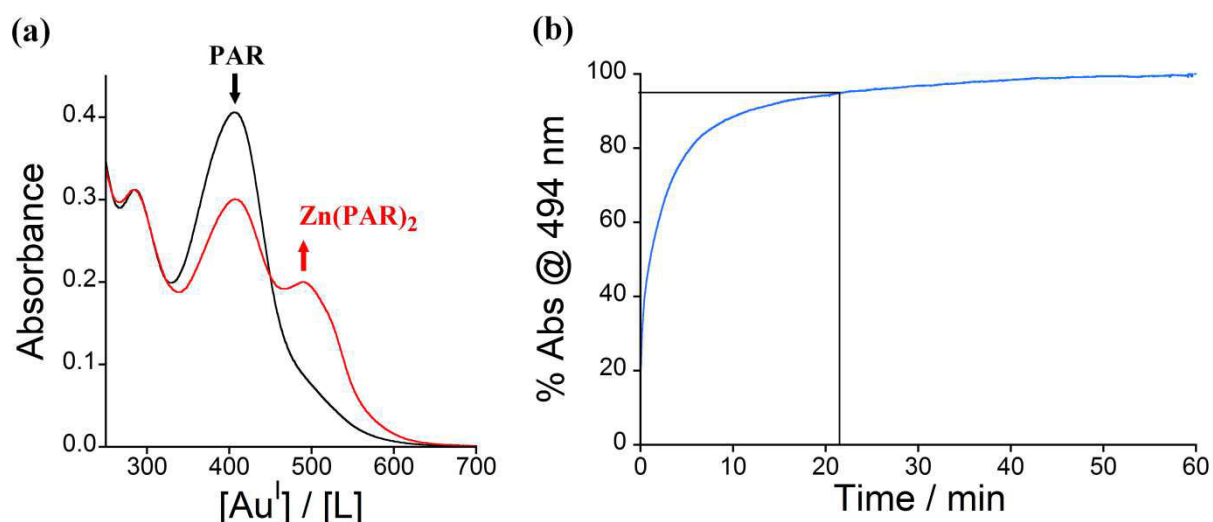 (a)
PAR
Zn(PAR)₂
Absorbance
0.4
0.3
0.2
0.1
0.0
300 400 500 600 700
[Auᴵ] / [L]
(b)
% Abs @ 494 nm
100
80
60
40
20
0
0 10 20 30 40 50 60
Time / min